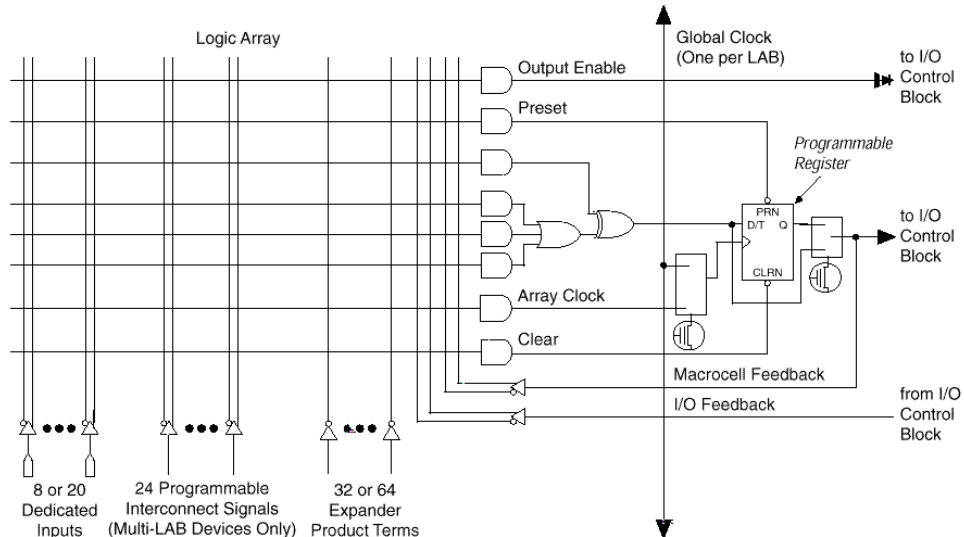 Logic Array
Global Clock
(One per LAB)
to I/O
Control
Block
Output Enable
Preset
Programmable
Register
PRN
D/T Q
CLRN
to I/O
Control
Block
Array Clock
Clear
Macrocell Feedback
I/O Feedback
from I/O
Control
Block
8 or 20
Dedicated
Inputs
24 Programmable
Interconnect Signals
(Multi-LAB Devices Only)
32 or 64
Expander
Product Terms